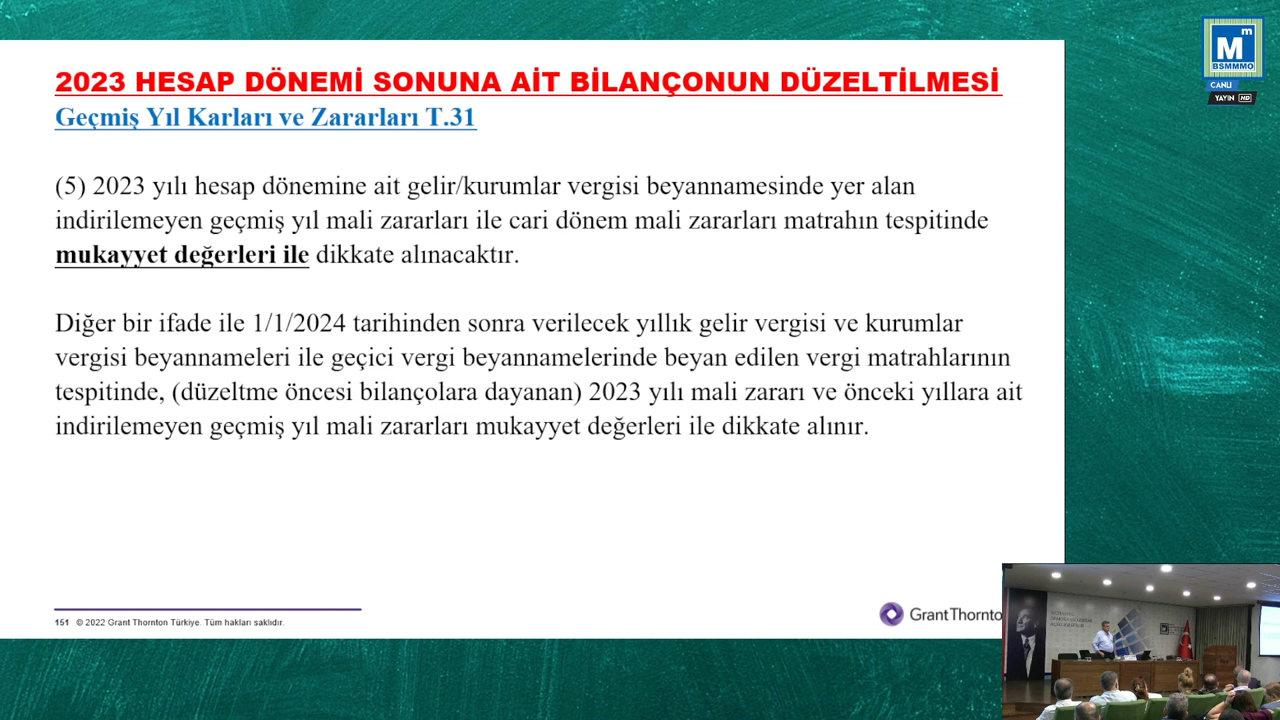 2023 HESAP DÖNEMİ SONUNA AİT BİLANÇONUN DÜZELTİLMESİ
Geçmiş Yıl Karları ve Zararları T.31
(5) 2023 yılı hesap dönemine ait gelir/kurumlar vergisi beyannamesinde yer alan
indirilemeyen geçmiş yıl mali zararları ile cari dönem mali zararları matrahın tespitinde
mukayyet değerleri ile dikkate alınacaktır.
Diğer bir ifade ile 1/1/2024 tarihinden sonra verilecek yıllık gelir vergisi ve kurumlar
vergisi beyannameleri ile geçici vergi beyannamelerinde beyan edilen vergi matrahlarının
tespitinde, (düzeltme öncesi bilançolara dayanan) 2023 yılı mali zararı ve önceki yıllara ait
indirilemeyen geçmiş yıl mali zararları mukayyet değerleri ile dikkate alınır.
151 © 2022 Grant Thornton Türkiye. Tüm hakları saklıdır.
GrantThornto
Mm
BSMMMO
CANLI
YAYIN HD